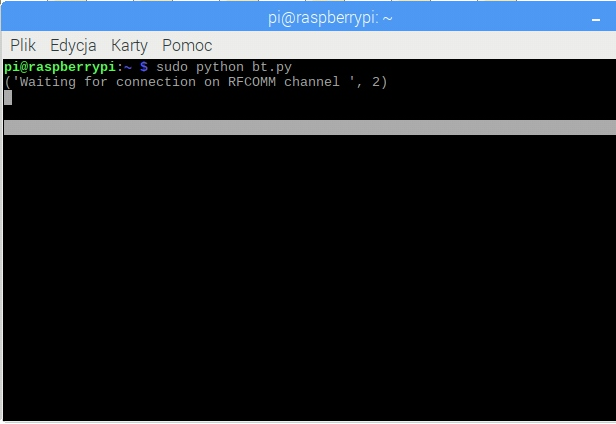 pi@raspberrypi: ~
Plik Edycja Karty Pomoc
pi@raspberrypi:~ $ sudo python bt.py
('Waiting for connection on RFCOMM channel ', 2)